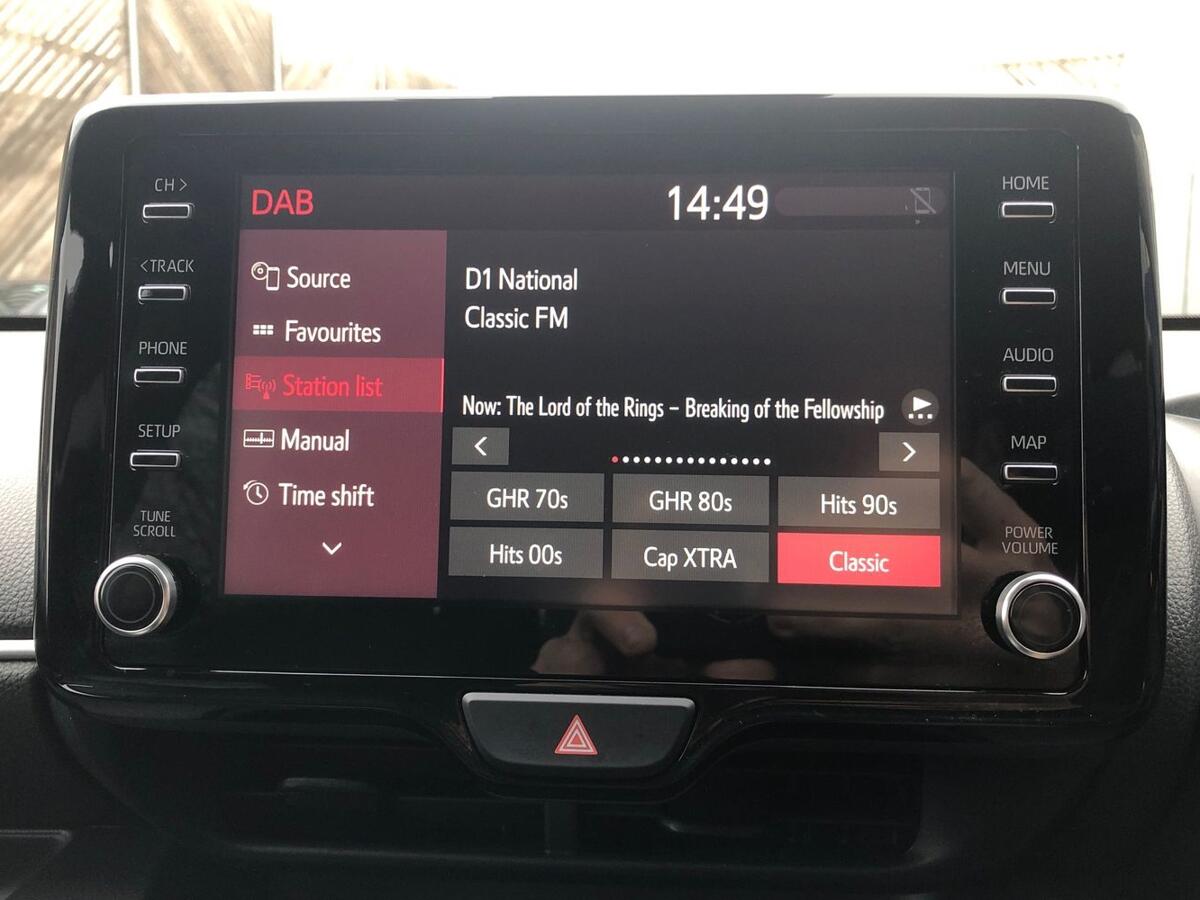 CH >
<TRACK
PHONE
SETUP
TUNE
SCROLL
DAB
14:49
Source
Favourites
Station list
Manual
Time shift
D1 National
Classic FM
Now: The Lord of the Rings – Breaking of the Fellowship
<
>
GHR 70s
GHR 80s
Hits 90s
Hits 00s
Cap XTRA
Classic
HOME
MENU
AUDIO
MAP
POWER
VOLUME